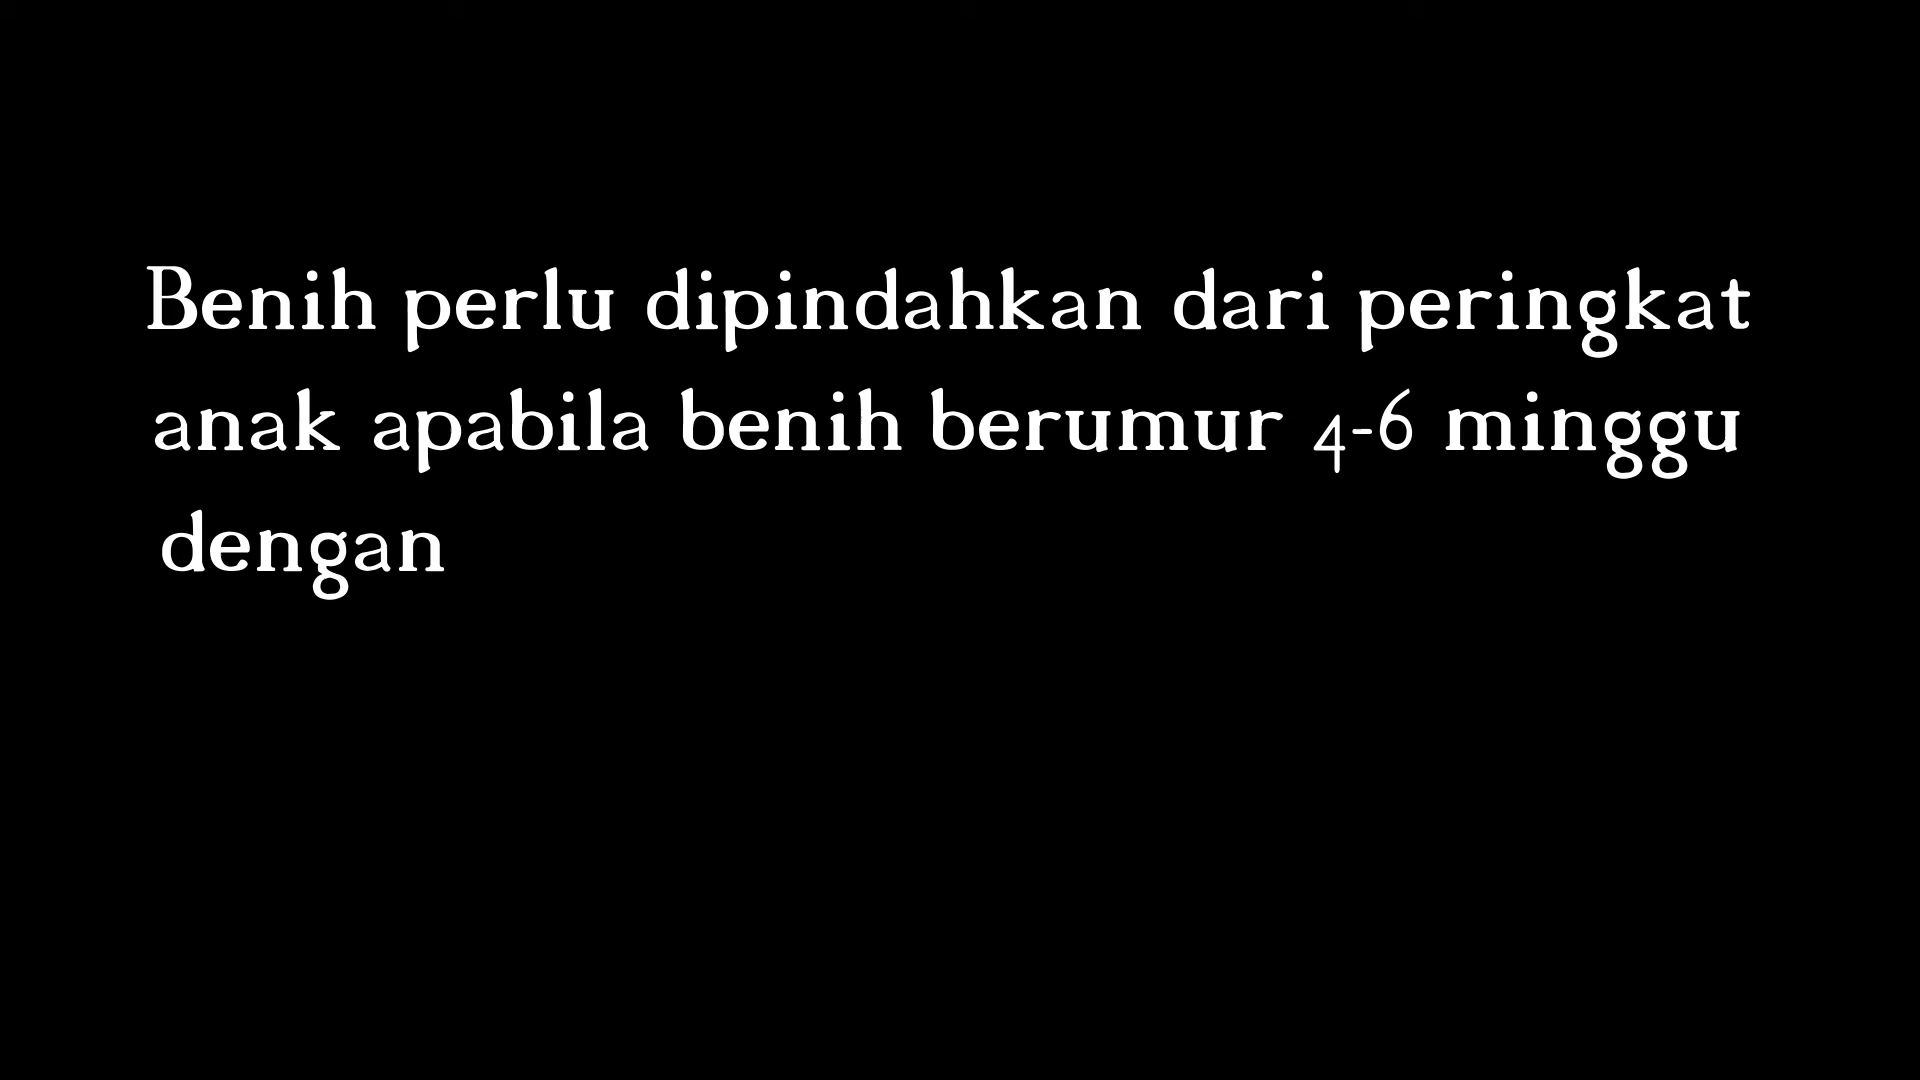 Benih perlu dipindahkan dari peringkat
anak apabila benih berumur 4-6 minggu
dengan